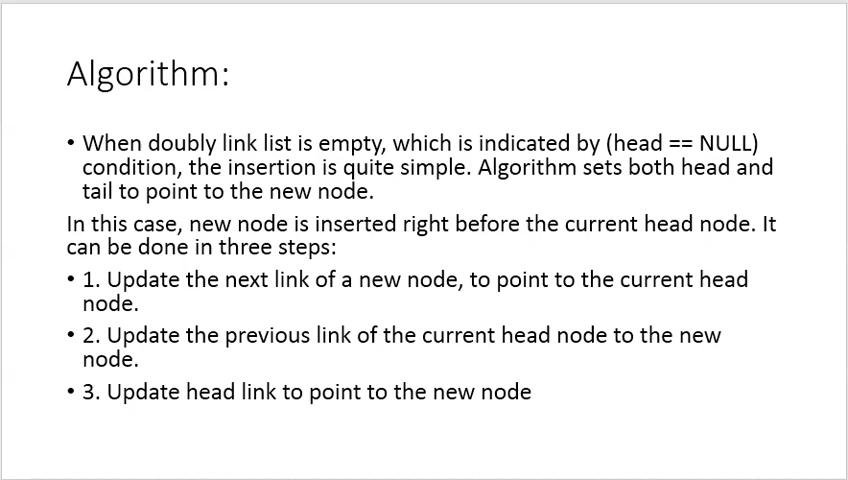 Algorithm:
• When doubly link list is empty, which is indicated by (head == NULL)
condition, the insertion is quite simple. Algorithm sets both head and
tail to point to the new node.
In this case, new node is inserted right before the current head node. It
can be done in three steps:
• 1. Update the next link of a new node, to point to the current head
node.
• 2. Update the previous link of the current head node to the new
node.
• 3. Update head link to point to the new node